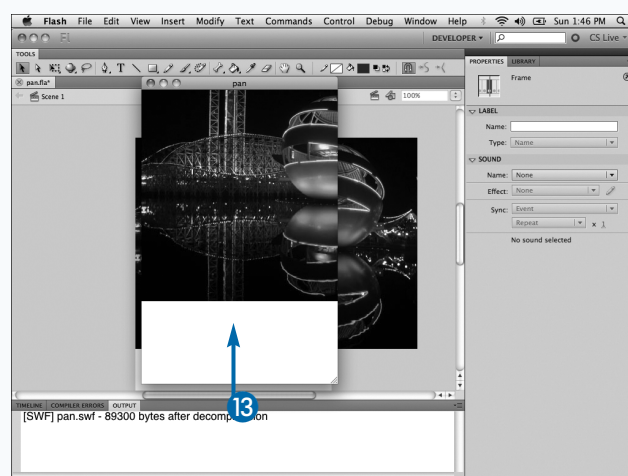 Flash File Edit View Insert Modify Text Commands Control Debug Window Help Sun 1:46 PM
Fl DEVELOPER CS Live
TOOLS
PROPERTIES LIBRARY
T
pan.fla* pan
Frame
Scene 1 100%
LABEL
Name:
Type: Name
SOUND
Name: None
Effect: None
Sync: Event
Repeat x 1
No sound selected
13
TIMELINE COMPILER ERRORS OUTPUT
[SWF] pan.swf - 89300 bytes after decomp ion